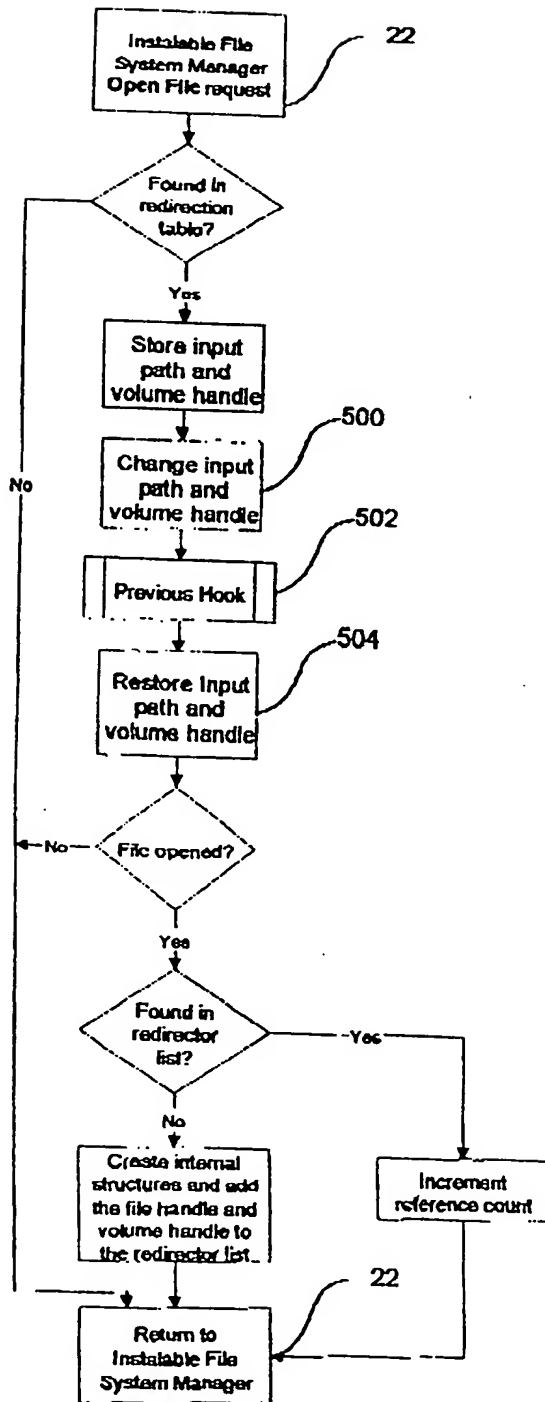 Instalable File
System Manager
Open File request
22
Found in
redirection
table?
Yes
Store input
path and
volume handle
500
Change input
path and
volume handle
No
502
Previous Hook
504
Restore Input
path and
volume handle
No
File opened?
Yes
Found in
redirector
list?
Yes
No
Create internal
structures and add
the file handle and
volume handle to
the redirector list
Increment
reference count
22
Return to
Instalable File
System Manager